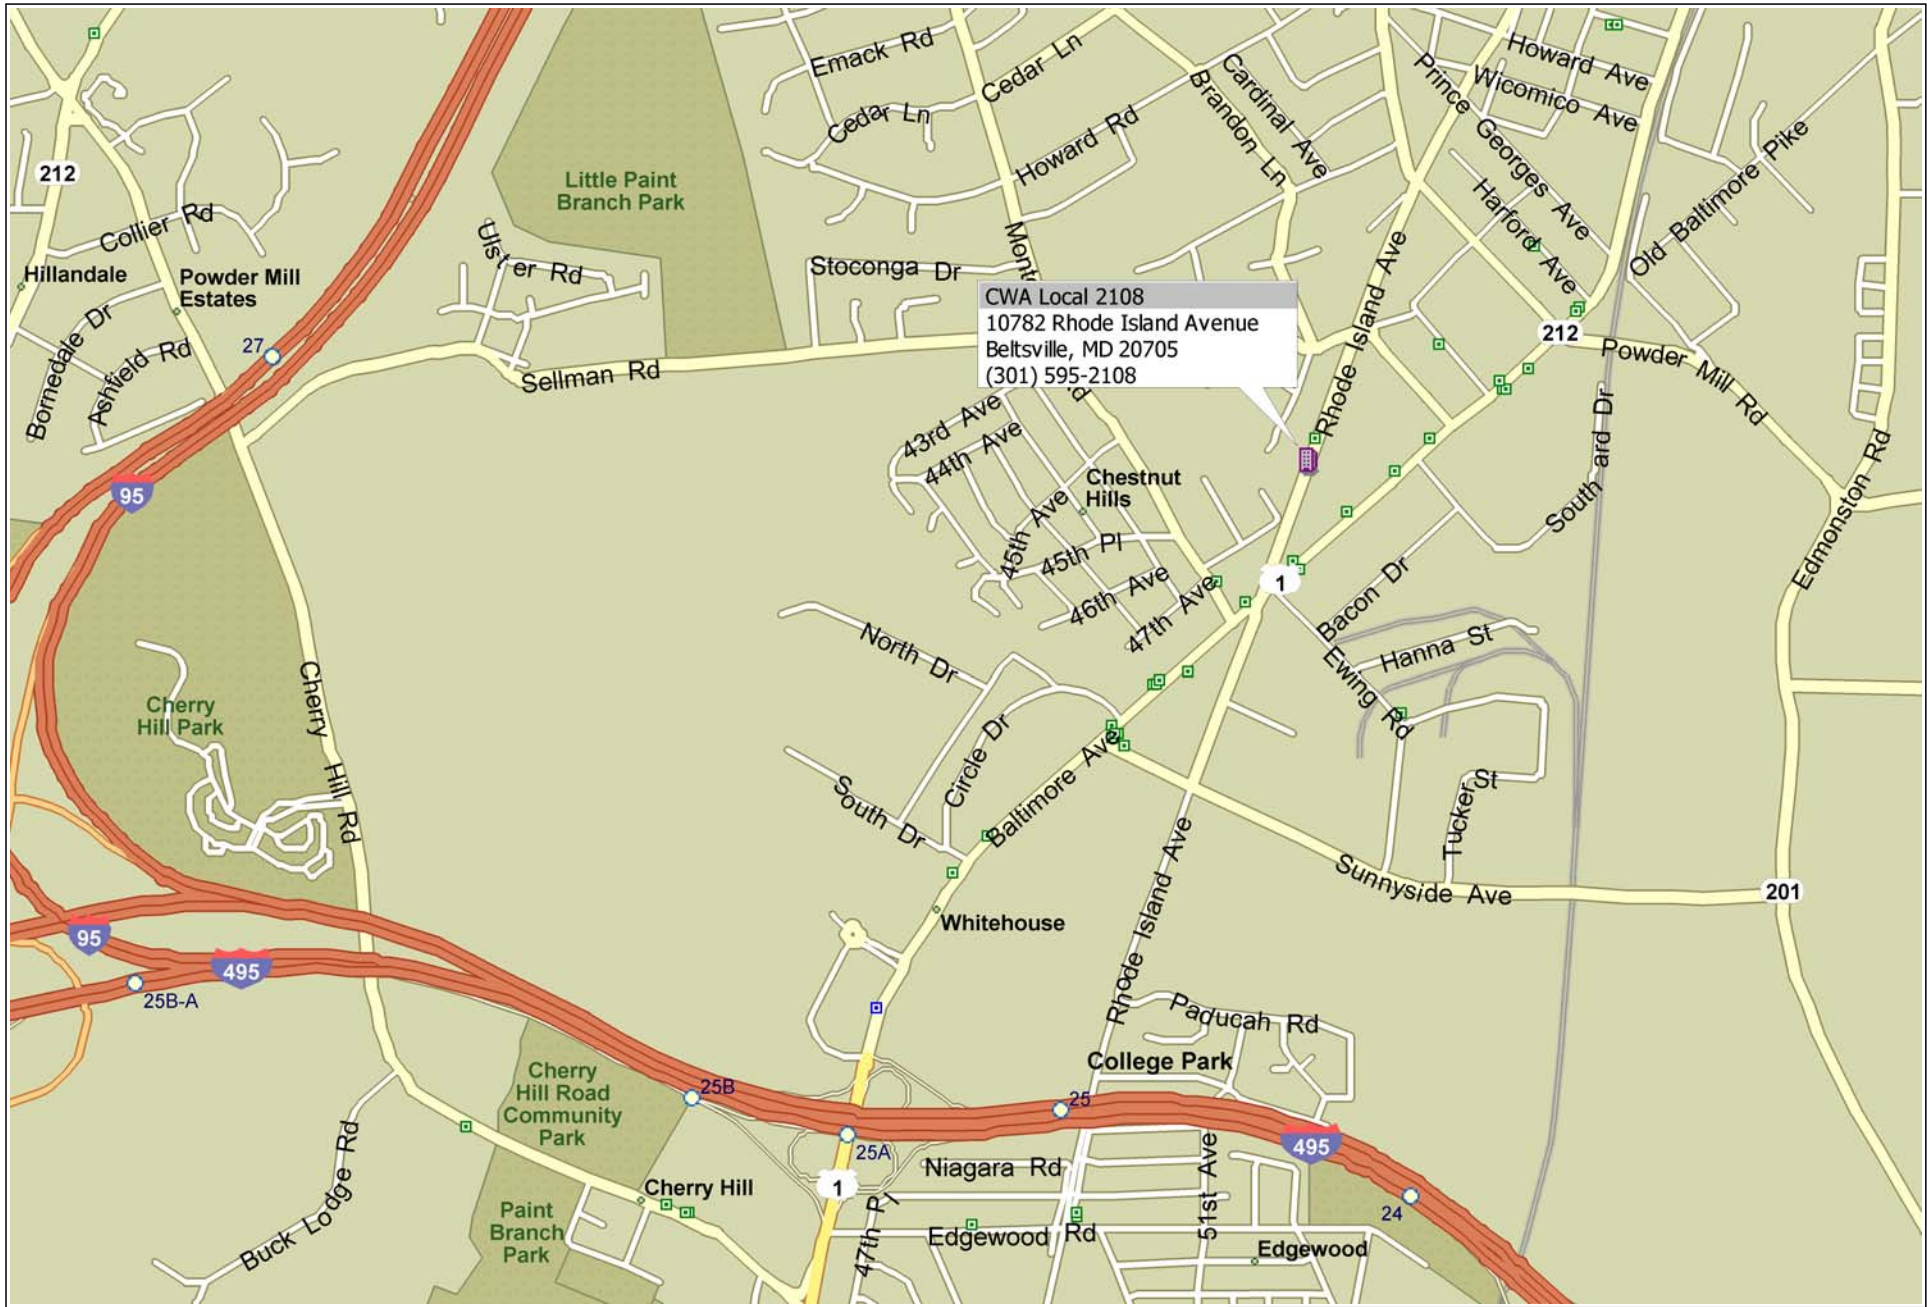 Emack Rd
Cedar Ln
Cedar Ln
Howard Rd
Brandon Ln
Cardinal Ave
Prince Georges Ave
Howard Ave
Wicomico Ave
Harford Ave
Old Baltimore Pike
212
Collier Rd
Hillandale
Powder Mill
Estates
Little Paint
Branch Park
Ulster Rd
Stoconga Dr
CWA Local 2108
10782 Rhode Island Avenue
Beltsville, MD 20705
(301) 595-2108
Rhode Island Ave
212
Powder Mill Rd
Bornedale Dr
Ashfield Rd
27
Sellman Rd
43rd Ave
44th Ave
Chestnut
Hills
45th Ave
45th Pl
46th Ave
47th Ave
95
1
Edmonston Rd
Bacon Dr
Hanna St
Ewing Rd
North Dr
Circle Dr
South Dr
Baltimore Ave
Cherry
Hill Park
Cherry Hill Rd
Tucker St
Sunnyside Ave
201
Whitehouse
Rhode Island Ave
95
495
25B-A
Paducah Rd
College Park
Cherry
Hill Road
Community
Park
25B
25A
25
495
24
Niagara Rd
51st Ave
1
47th Pl
Edgewood Rd
Edgewood
Cherry Hill
Paint
Branch
Park
Buck Lodge Rd